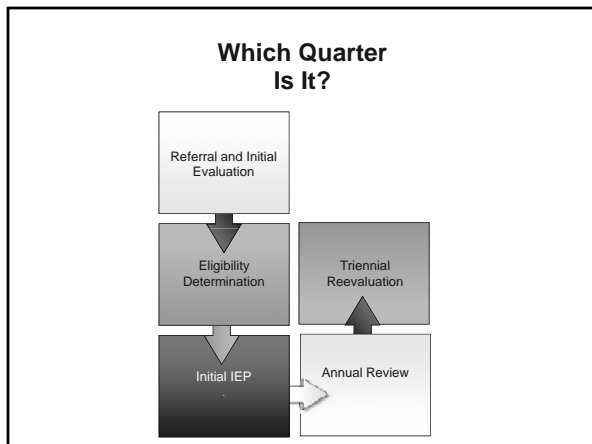 Which Quarter
Is It?
Referral and Initial
Evaluation
Eligibility
Determination
Triennial
Reevaluation
Initial IEP
.
Annual Review